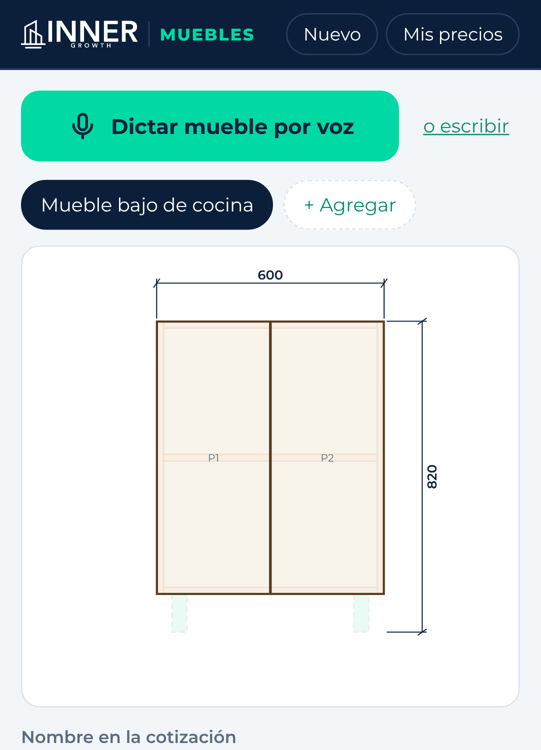 INNER
GROWTH
MUEBLES
Nuevo
Mis precios
Dictar mueble por voz
o escribir
Mueble bajo de cocina
+ Agregar
600
P1
P2
820
Nombre en la cotización